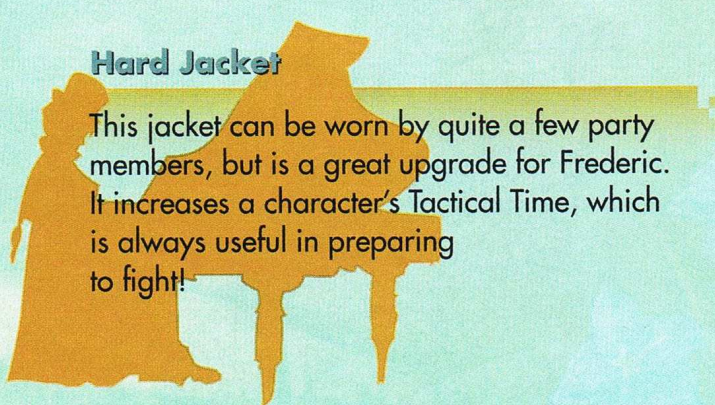 Hard Jacket
This jacket can be worn by quite a few party
members, but is a great upgrade for Frederic.
It increases a character's Tactical Time, which
is always useful in preparing
to fight!